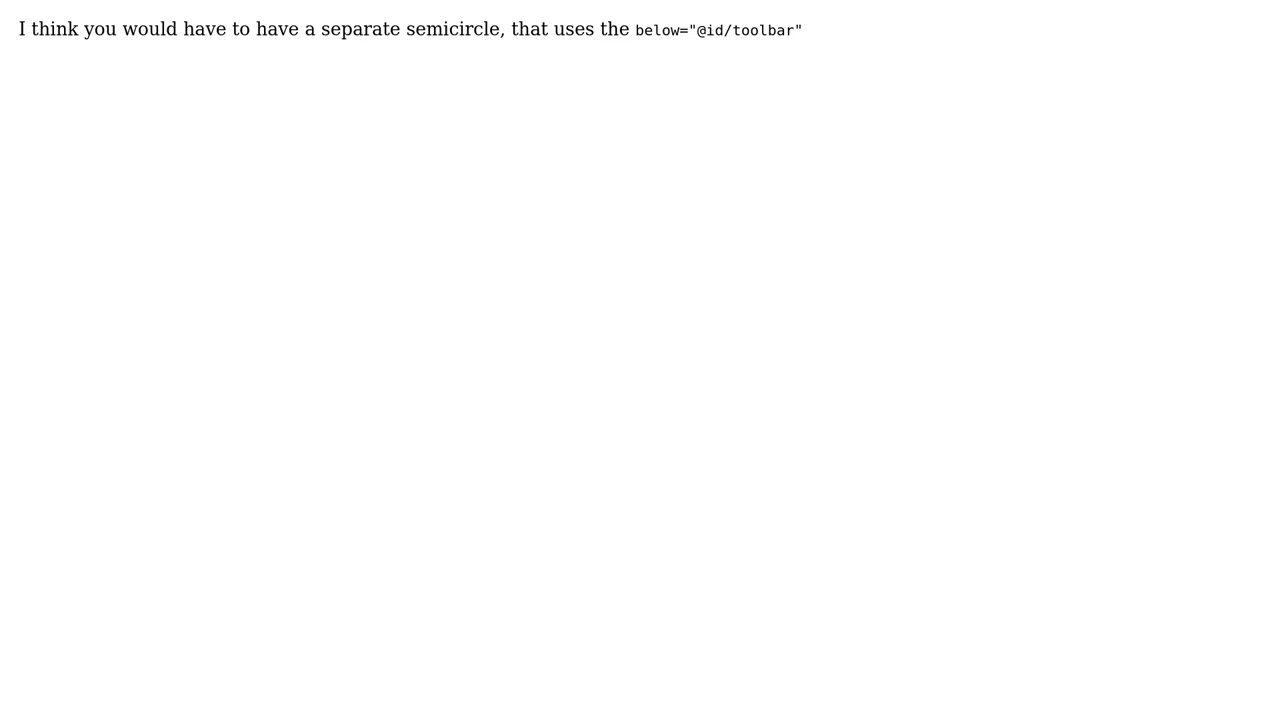 I think you would have to have a separate semicircle, that uses the below="@id/toolbar"